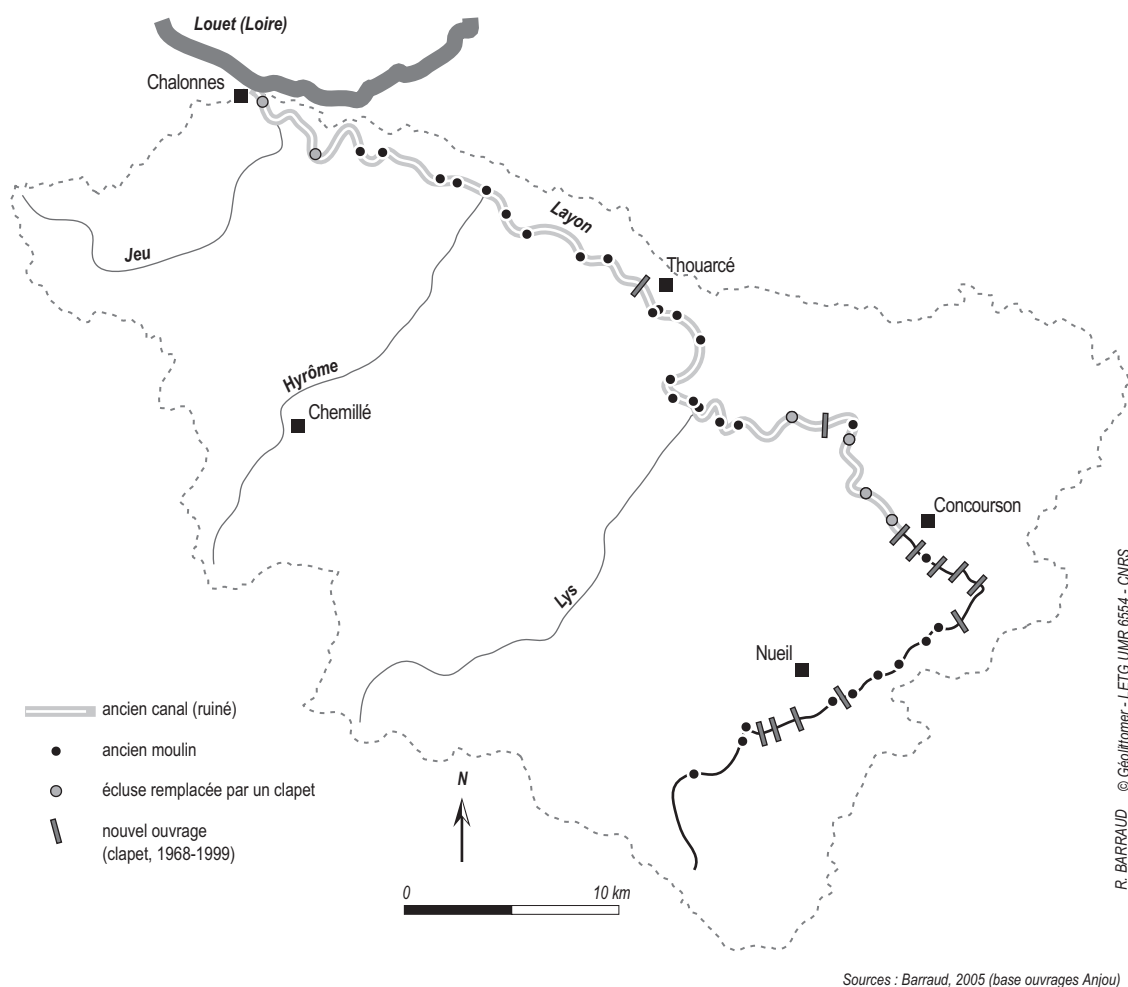 Louet (Loire)
Chalonnes
Layon
Jeu
Thouarcé
Hyrôme
Chemillé
Concourson
Lys
Nueil
ancien canal (ruiné)
ancien moulin
écluse remplacée par un clapet
nouvel ouvrage
(clapet, 1968-1999)
N
0 10 km
R. BARRAUD © Géolittomer - LETG UMR 6554 - CNRS
Sources : Barraud, 2005 (base ouvrages Anjou)